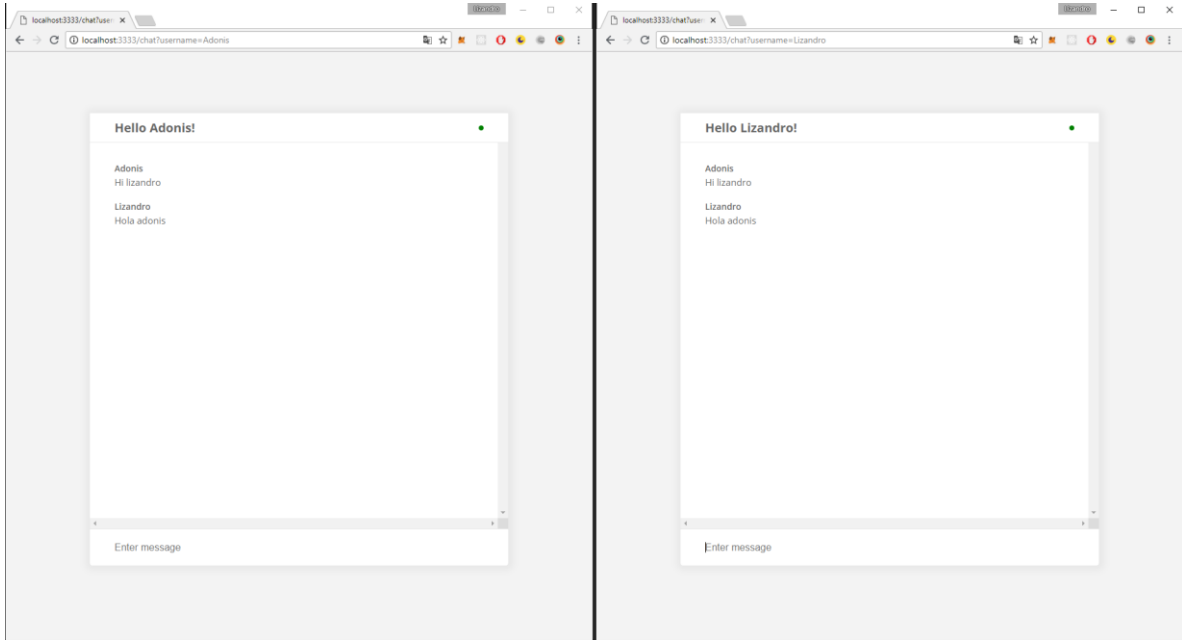 Lizandro
localhost:3333/chat?user
localhost:3333/chat?username=Adonis
Hello Adonis!
Adonis
Hi lizandro
Lizandro
Hola adonis
Enter message
Lizandro
localhost:3333/chat?user
localhost:3333/chat?username=Lizandro
Hello Lizandro!
Adonis
Hi lizandro
Lizandro
Hola adonis
Enter message